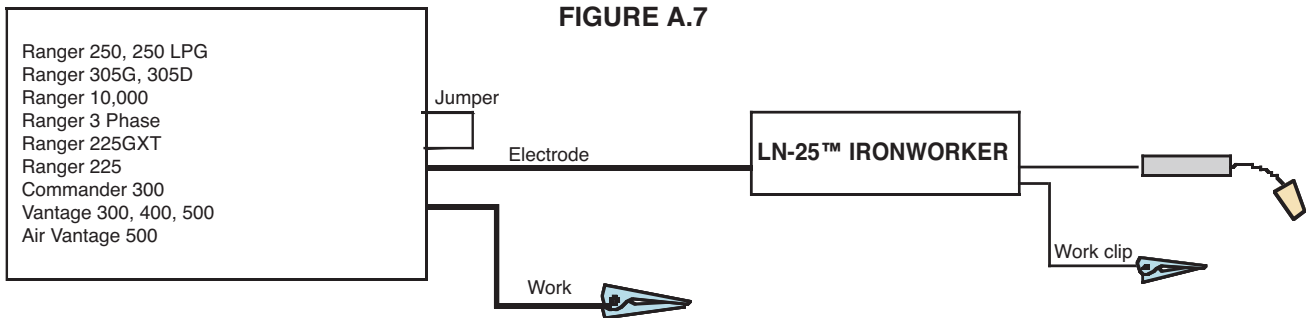 FIGURE A.7
Ranger 250, 250 LPG
Ranger 305G, 305D
Ranger 10,000
Ranger 3 Phase
Ranger 225GXT
Ranger 225
Commander 300
Vantage 300, 400, 500
Air Vantage 500
Jumper
Electrode
LN-25™ IRONWORKER
Work clip
Work